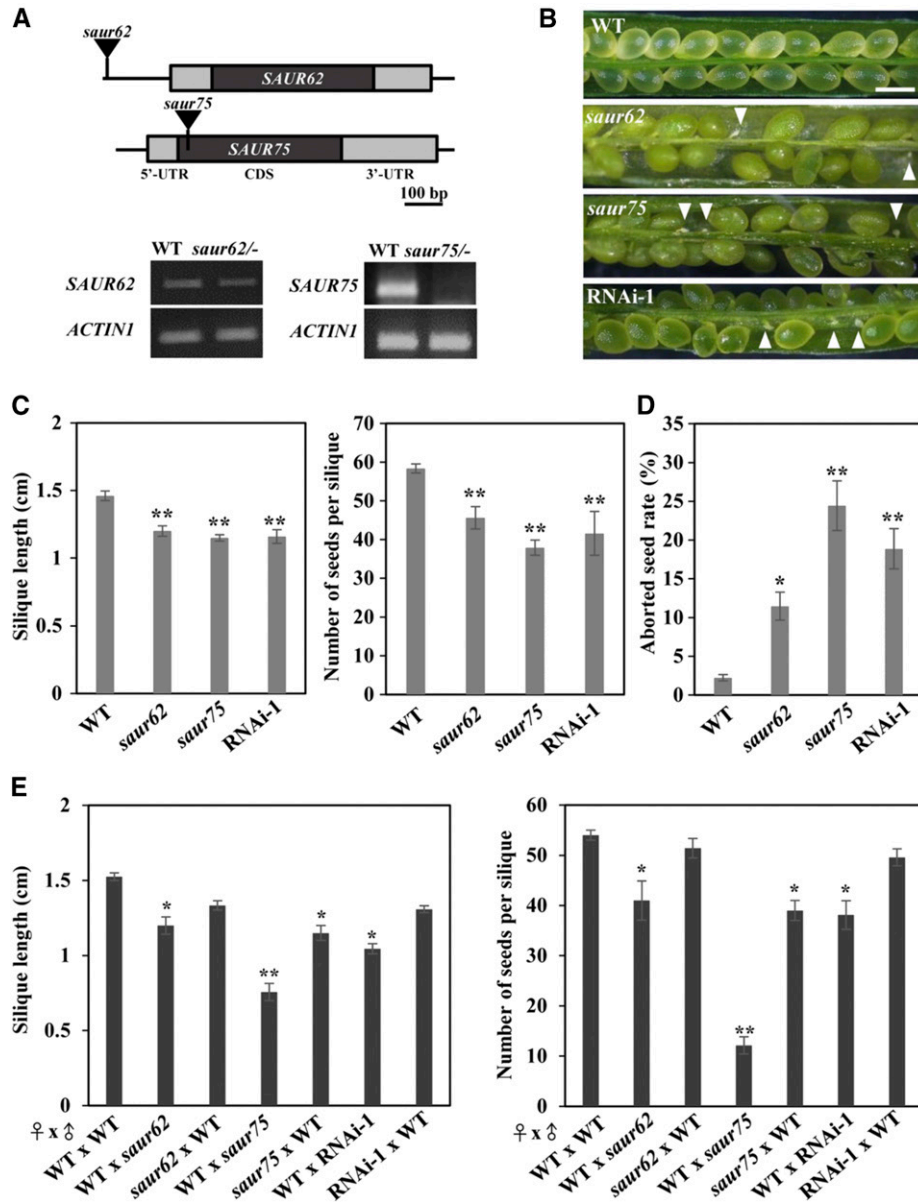 A
saur62
SAUR62
saur75
SAUR75
5'-UTR CDS 3'-UTR
100 bp
WT saur62/-
SAUR62
ACTIN1
WT saur75/-
SAUR75
ACTIN1
B
WT
saur62
saur75
RNAi-1
C
Silique length (cm)
2
1.5
1
0.5
0
**
**
**
WT
saur62
saur75
RNAi-1
Number of seeds per silique
70
60
50
40
30
20
10
0
**
**
**
WT
saur62
saur75
RNAi-1
D
Aborted seed rate (%)
35
30
25
20
15
10
5
0
*
**
**
WT
saur62
saur75
RNAi-1
E
Silique length (cm)
2
1.5
1
0.5
0
*
**
*
*
♀ x ♂
WT x WT
WT x saur62
saur62 x WT
WT x saur75
saur75 x WT
WT x RNAi-1
RNAi-1 x WT
Number of seeds per silique
60
50
40
30
20
10
0
*
**
*
*
♀ x ♂
WT x WT
WT x saur62
saur62 x WT
WT x saur75
saur75 x WT
WT x RNAi-1
RNAi-1 x WT